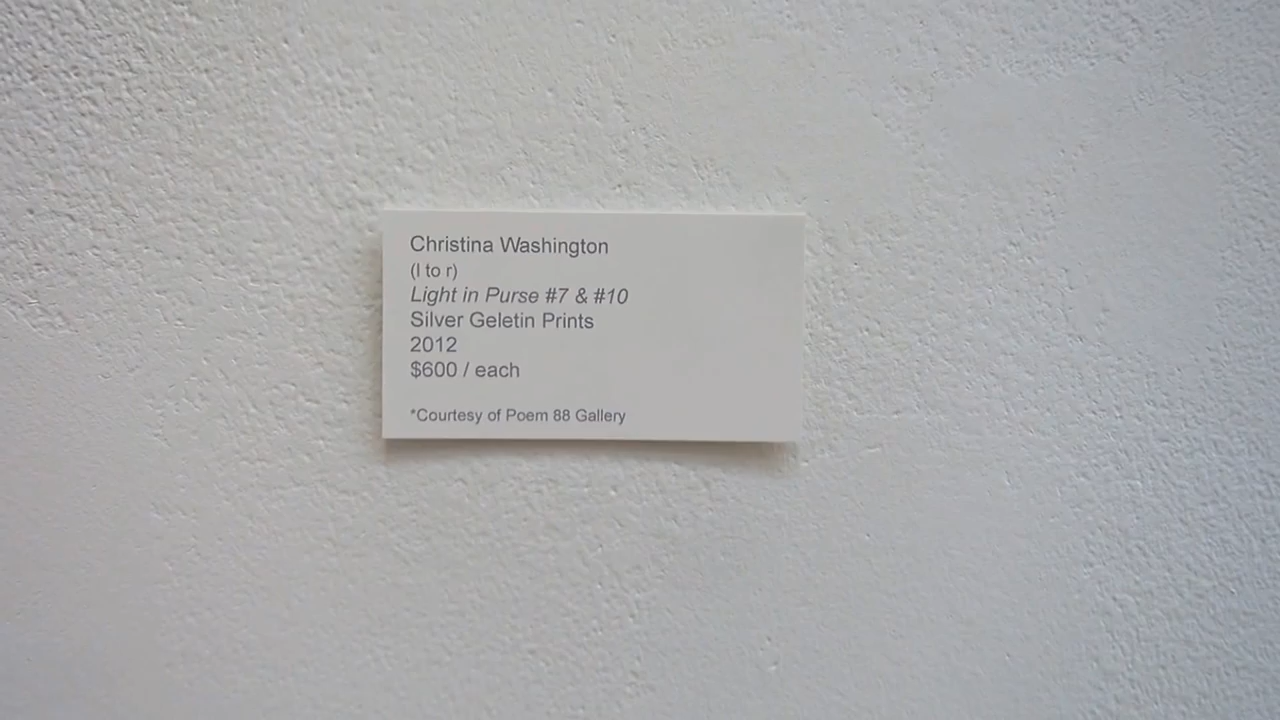 Christina Washington
(l to r)
Light in Purse #7 & #10
Silver Geletin Prints
2012
$600 / each
*Courtesy of Poem 88 Gallery